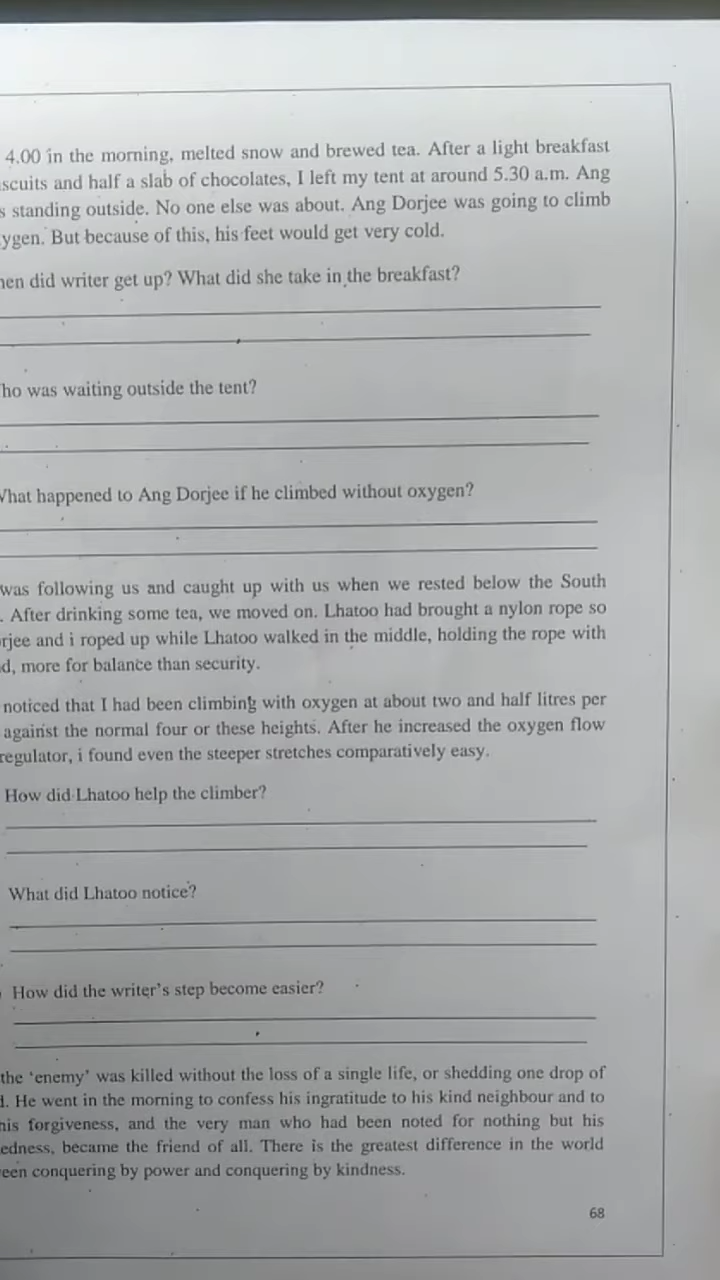 4.00 in the morning, melted snow and brewed tea. After a light breakfast
scuits and half a slab of chocolates, I left my tent at around 5.30 a.m. Ang
s standing outside. No one else was about. Ang Dorjee was going to climb
ygen. But because of this, his feet would get very cold.
en did writer get up? What did she take in the breakfast?
ho was waiting outside the tent?
What happened to Ang Dorjee if he climbed without oxygen?
was following us and caught up with us when we rested below the South
. After drinking some tea, we moved on. Lhatoo had brought a nylon rope so
rjee and i roped up while Lhatoo walked in the middle, holding the rope with
d, more for balance than security.
noticed that I had been climbing with oxygen at about two and half litres per
against the normal four or these heights. After he increased the oxygen flow
regulator, i found even the steeper stretches comparatively easy.
How did Lhatoo help the climber?
What did Lhatoo notice?
How did the writer's step become easier?
the 'enemy' was killed without the loss of a single life, or shedding one drop of
d. He went in the morning to confess his ingratitude to his kind neighbour and to
his forgiveness, and the very man who had been noted for nothing but his
edness, became the friend of all. There is the greatest difference in the world
een conquering by power and conquering by kindness.
68